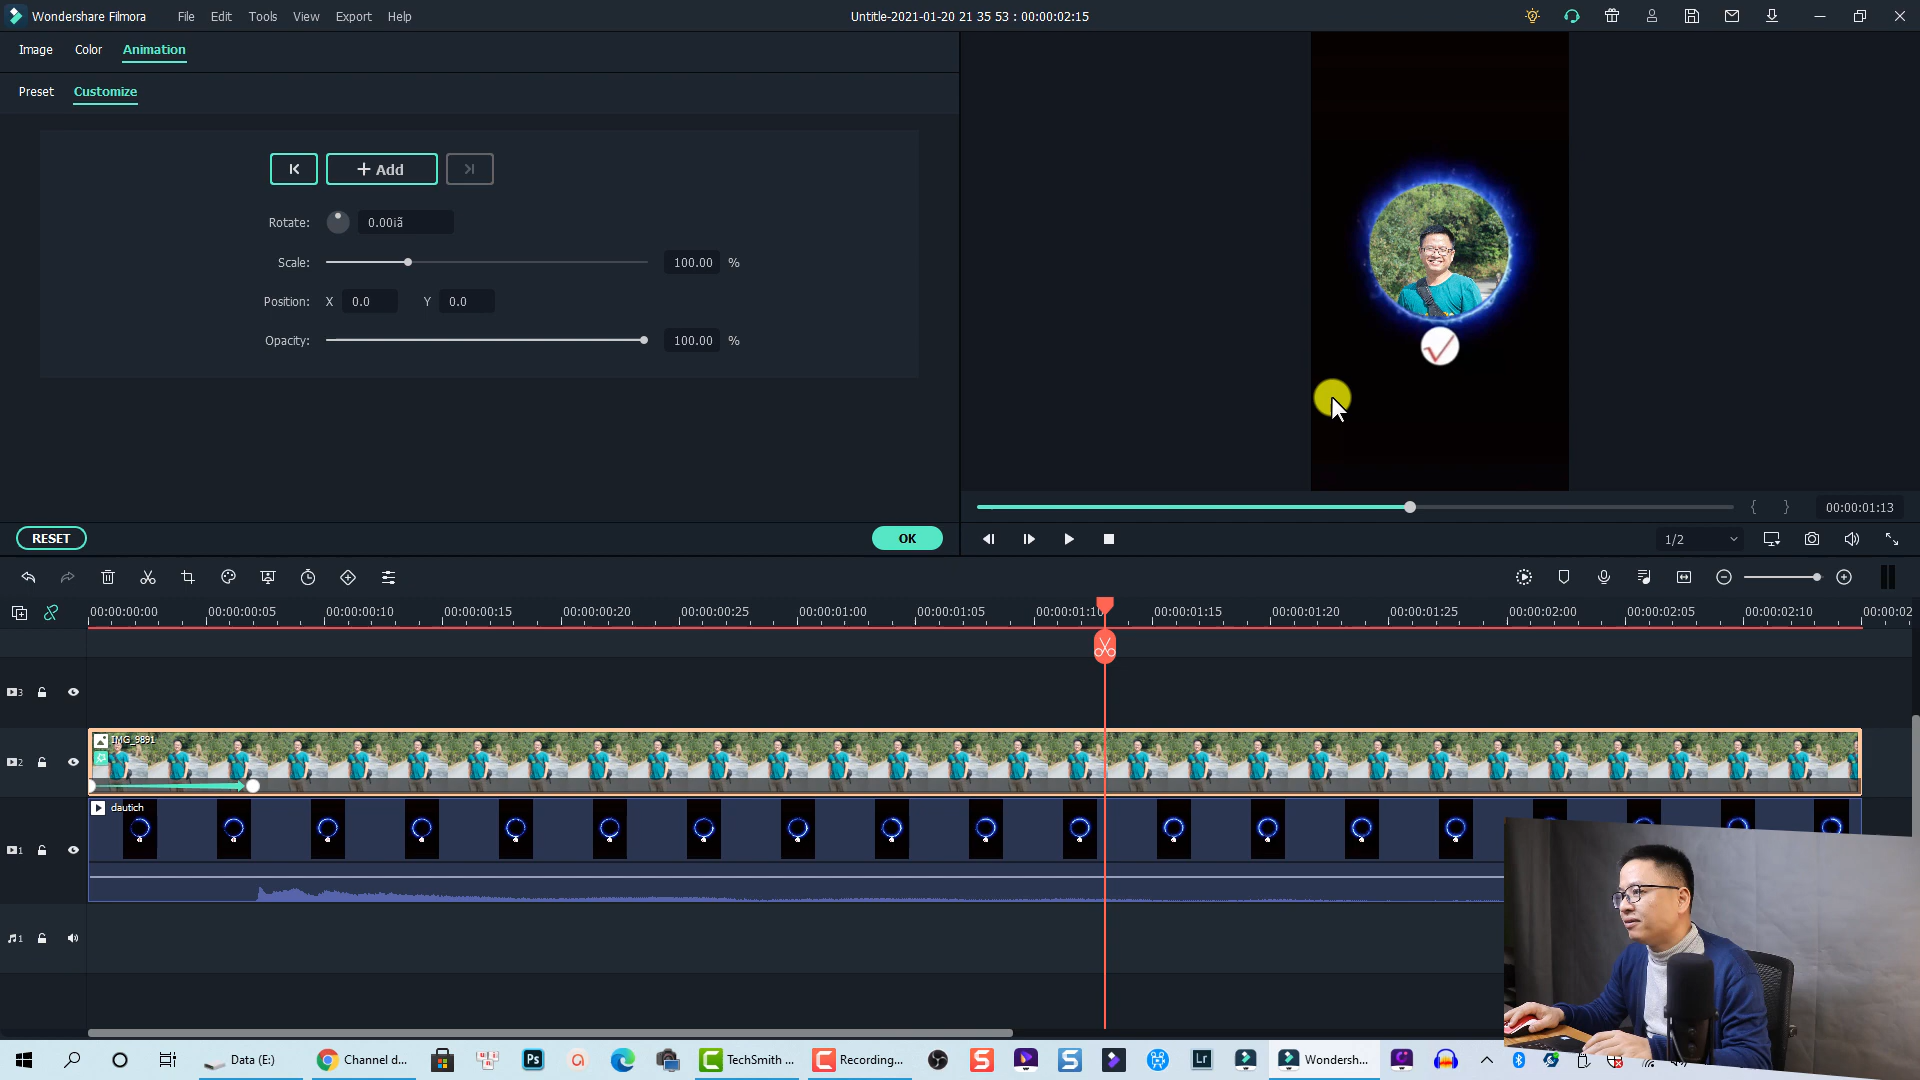 Wondershare Filmora File Edit Tools View Export Help Untitle-2021-01-20 21 35 53 : 00:00:02:15
Image Color Animation
Preset Customize
Add
Rotate: 0.00iã
Scale: 100.00 %
Position: X 0.0 Y 0.0
Opacity: 100.00 %
{ } 00:00:01:13
RESET OK 1/2
00:00:00:00 00:00:00:05 00:00:00:10 00:00:00:15 00:00:00:20 00:00:00:25 00:00:01:00 00:00:01:05 00:00:01:10 00:00:01:15 00:00:01:20 00:00:01:25 00:00:02:00 00:00:02:05 00:00:02:10 00:00:02
3
IMG_9891
2
dautich
1
1
Data (E:) Channel d... Ps TechSmith ... Recording... S S Lr Wondersh...